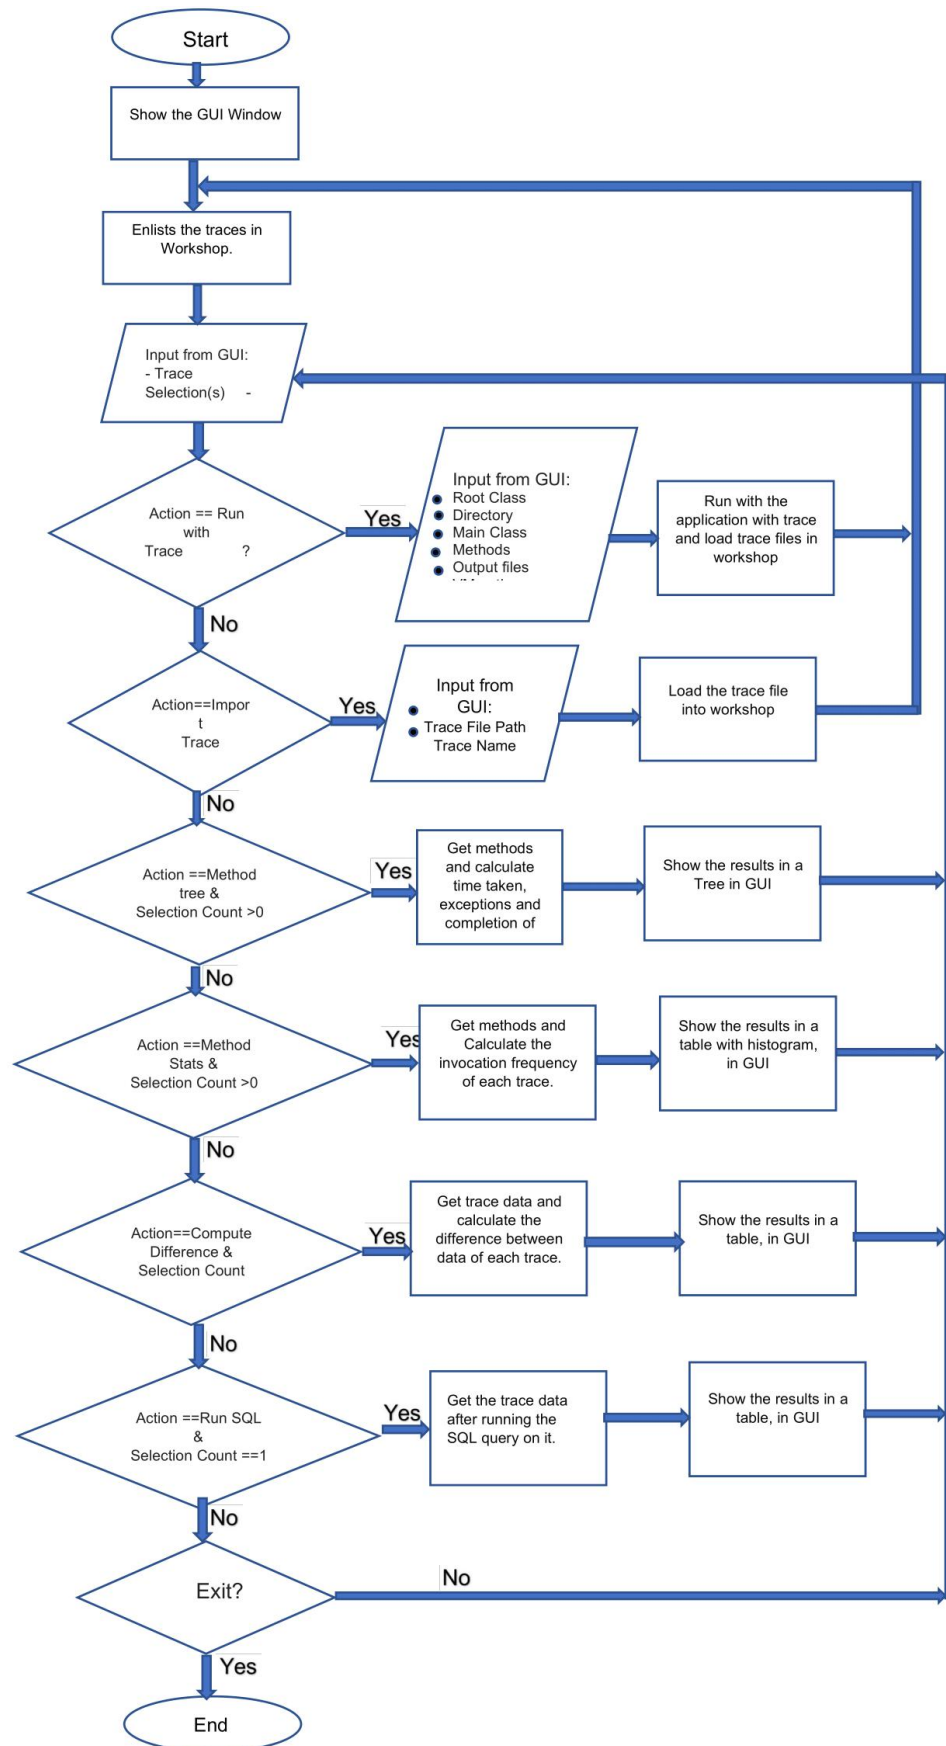 Start
Show the GUI Window
Enlists the traces in
Workshop.
Input from GUI:
- Trace
Selection(s) -
Action == Run
with
Trace ?
Yes
Input from GUI:
Root Class
Directory
Main Class
Methods
Output files
Run with the
application with trace
and load trace files in
workshop
No
Action==Impor
t
Trace
Yes
Input from
GUI:
Trace File Path
Trace Name
Load the trace file
into workshop
No
Action ==Method
tree &
Selection Count >0
Yes
Get methods
and calculate
time taken,
exceptions and
completion of
Show the results in a
Tree in GUI
No
Action ==Method
Stats &
Selection Count >0
Yes
Get methods and
Calculate the
invocation frequency
of each trace.
Show the results in a
table with histogram,
in GUI
No
Action==Compute
Difference &
Selection Count
Yes
Get trace data and
calculate the
difference between
data of each trace.
Show the results in a
table, in GUI
No
Action ==Run SQL
&
Selection Count ==1
Yes
Get the trace data
after running the
SQL query on it.
Show the results in a
table, in GUI
No
Exit?
No
Yes
End